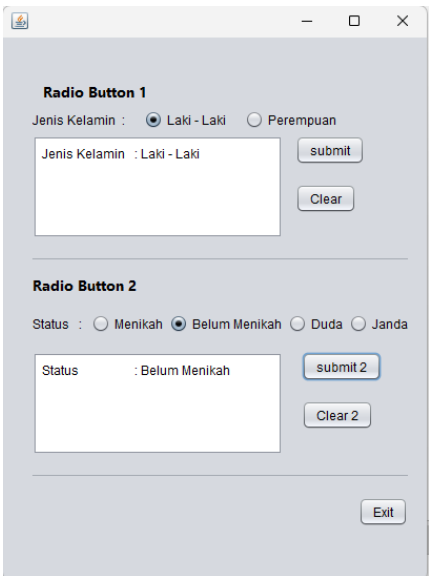 Radio Button 1
Jenis Kelamin : Laki - Laki Perempuan
Jenis Kelamin : Laki - Laki
submit
Clear
Radio Button 2
Status : Menikah Belum Menikah Duda Janda
Status : Belum Menikah
submit 2
Clear 2
Exit